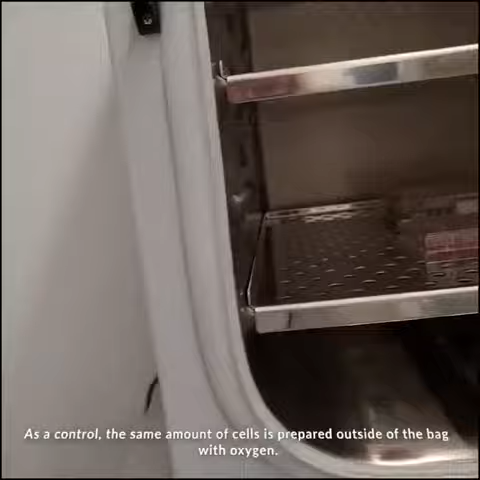 As a control, the same amount of cells is prepared outside of the bag
with oxygen.